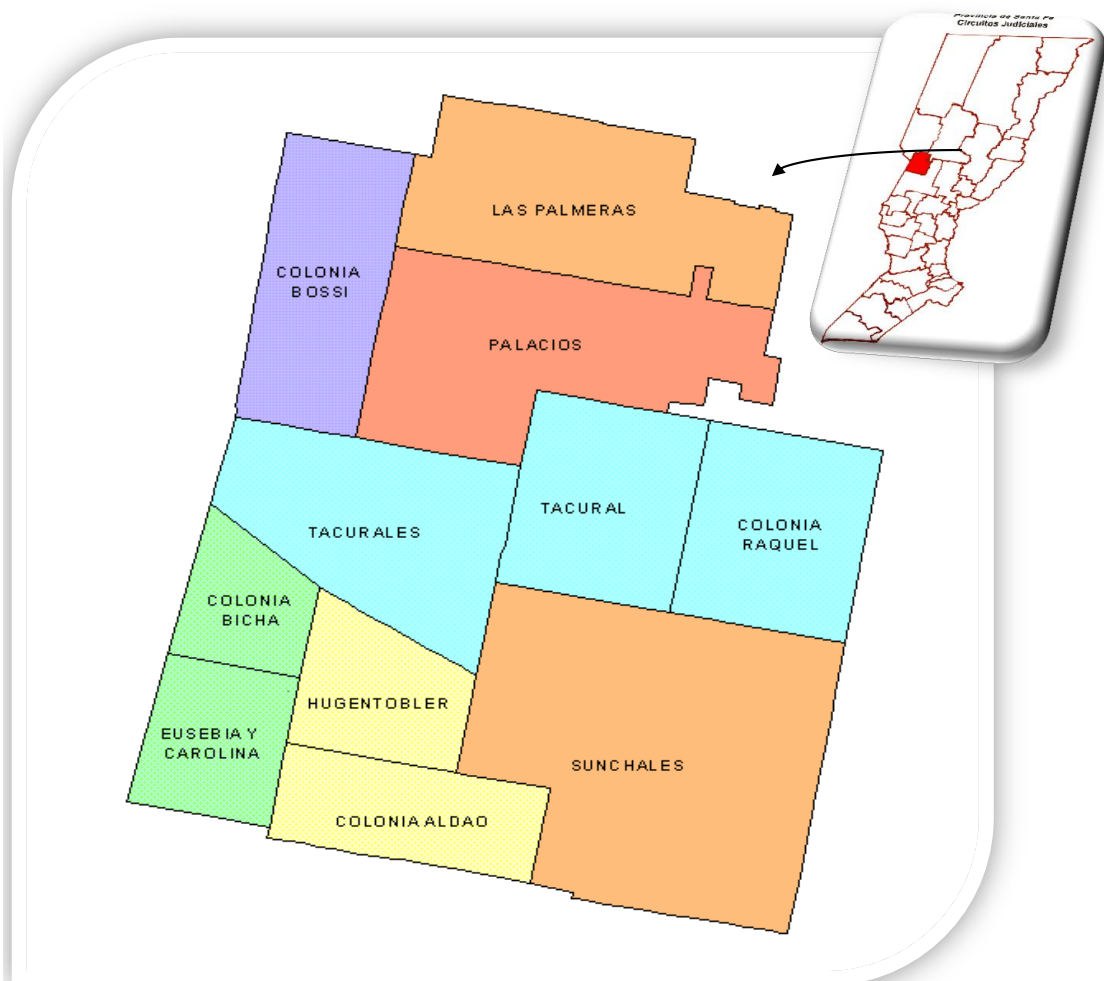 Provincia de Santa Fe
Circuitos Judiciales
LAS PALMERAS
COLONIA
BOSSI
PALACIOS
TACURAL
COLONIA
RAQUEL
TACURALES
COLONIA
BICHA
HUGENTOBLER
EUSEBIA Y
CAROLINA
SUNCHALES
COLONIA ALDAO